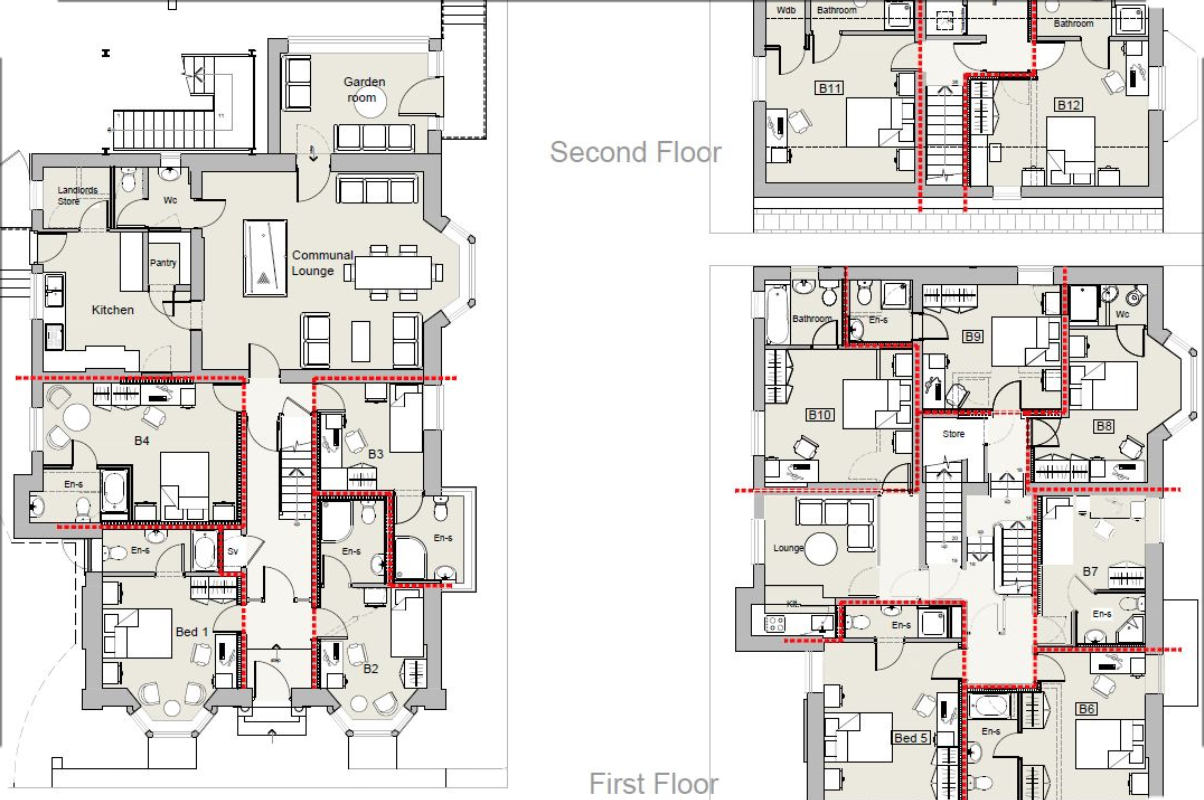 Garden
room
Landlords
Store
Wc
Pantry
Communal
Lounge
Kitchen
B4
B3
En-s
En-s
En-s
En-s
Sv
Bed 1
B2
Second Floor
Wdb
Bathroom
Bathroom
B11
B12
Bathroom
En-s
Wc
B9
B10
B8
Store
Lounge
B7
Kit.
En-s
En-s
B6
Bed 5
En-s
First Floor